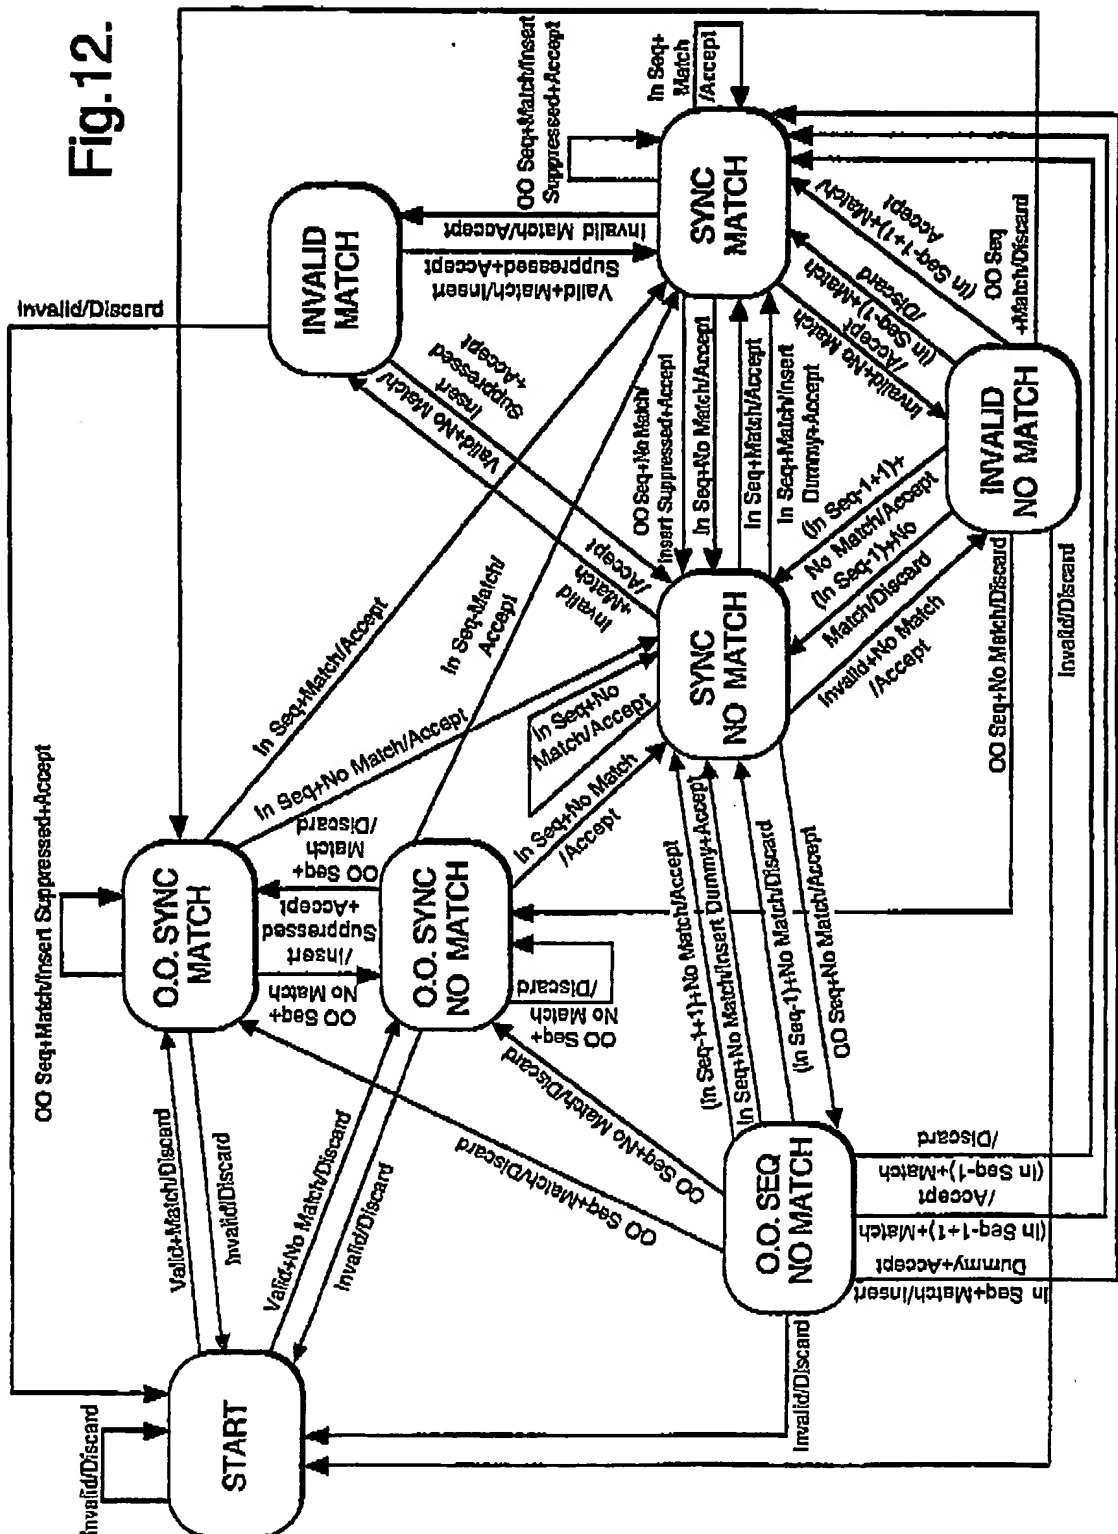 Fig.12.
Invalid/Discard
START
Valid+Match/Discard
Invalid/Discard
Valid+No Match/Discard
Invalid/Discard
OO Seq+Match/Insert Suppressed+Accept
O.O. SYNC
MATCH
OO Seq+
No Match
/Insert
Suppressed
+Accept
OO Seq+
Match
/Discard
O.O. SYNC
NO MATCH
OO Seq+
No Match
/Discard
In Seq+Match/Accept
In Seq+No Match/Accept
In Seq-Match/
Accept
In Seq+No Match
/Accept
In Seq+No
Match/Accept
OO Seq+Match/Discard
OO Seq+No Match/Discard
O.O. SEQ
NO MATCH
Invalid/Discard
(In Seq-1+1)+No Match/Accept
In Seq+No Match/Insert Dummy+Accept
(In Seq-1)+No Match/Discard
OO Seq+No Match/Accept
(In Seq-1)+Match
/Discard
(In Seq-1+1)+Match
/Accept
In Seq+Match/Insert
Dummy+Accept
SYNC
NO MATCH
Invalid
+Match
/Accept
Valid+No Match/
Insert
Suppressed
+Accept
Invalid/Discard
INVALID
MATCH
Valid+Match/Insert
Suppressed+Accept
Invalid Match/Accept
OO Seq+Match/Insert
Suppressed+Accept
In Seq+
Match
/Accept
SYNC
MATCH
OO Seq+No Match/
Insert Suppressed+Accept
In Seq+No Match/Accept
In Seq+Match/Accept
In Seq+Match/Insert
Dummy+Accept
Invalid+No Match
/Accept
(In Seq-1)+Match
/Discard
(In Seq-1+1)+Match/
Accept
OO Seq
+Match/Discard
(In Seq-1+1)+
No Match/Accept
(In Seq-1)+No
Match/Discard
Invalid+No Match
/Accept
INVALID
NO MATCH
OO Seq+No Match/Discard
Invalid/Discard